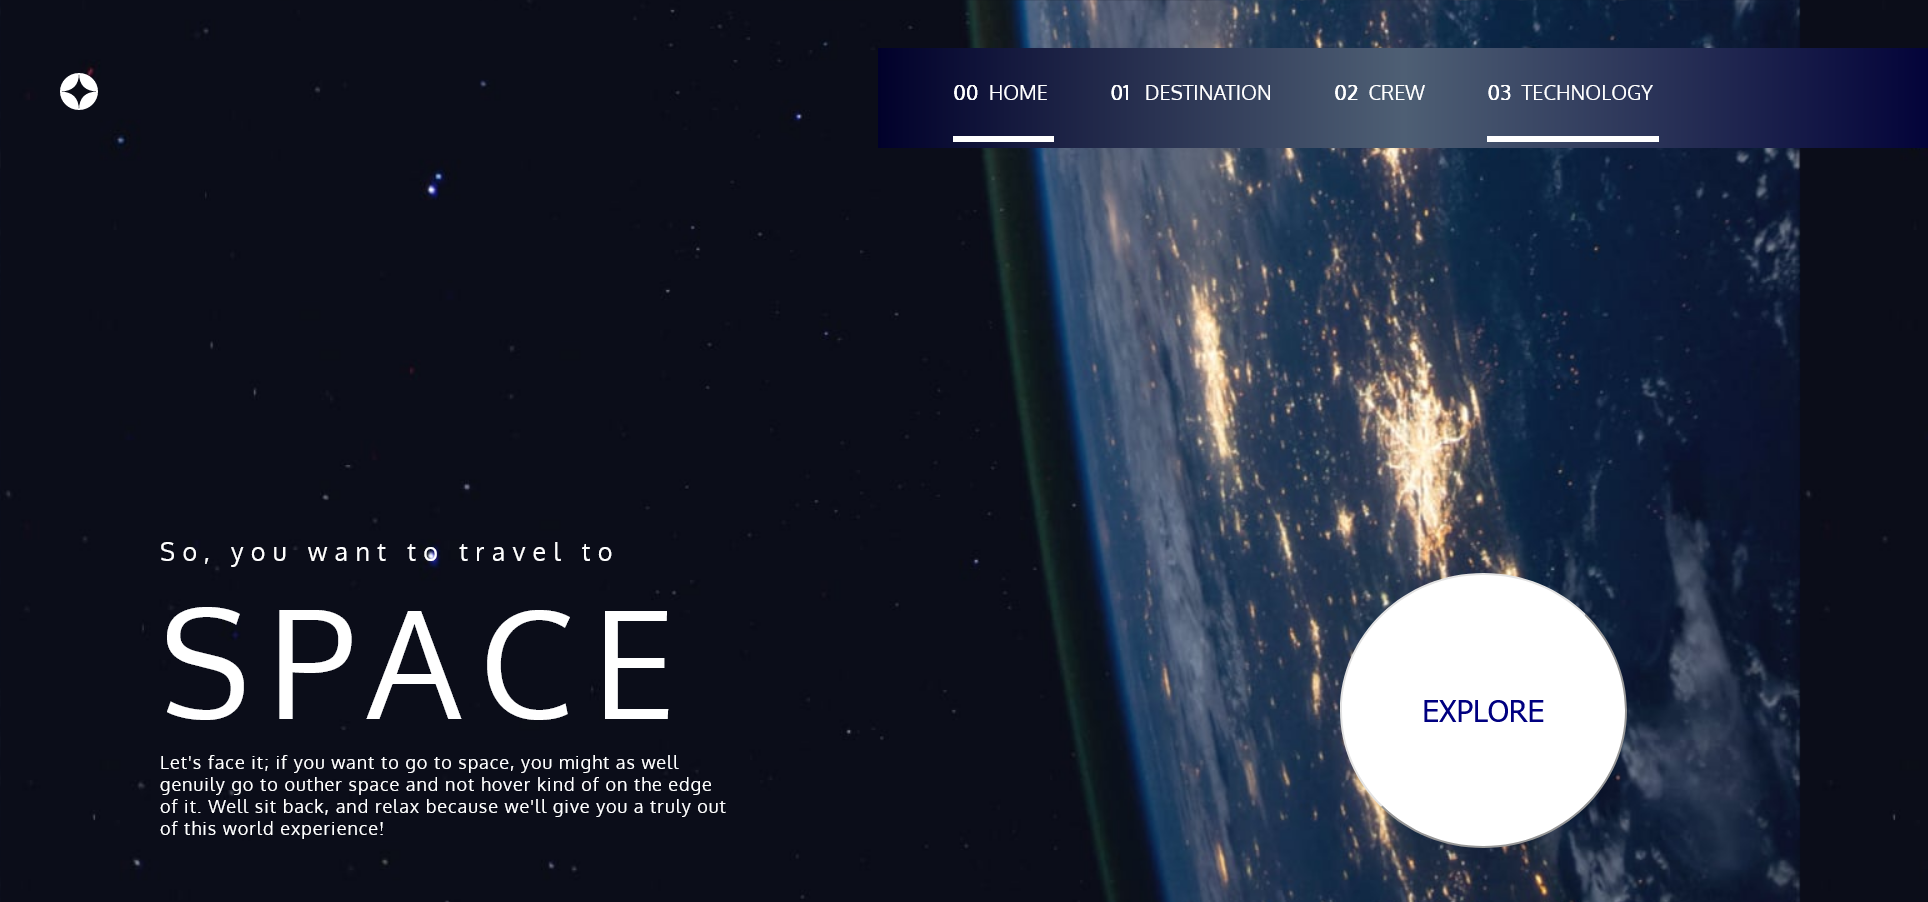 00 HOME 01 DESTINATION 02 CREW 03 TECHNOLOGY
So, you want to travel to
SPACE
Let's face it; if you want to go to space, you might as well
genuily go to outher space and not hover kind of on the edge
of it. Well sit back, and relax because we'll give you a truly out
of this world experience!
EXPLORE